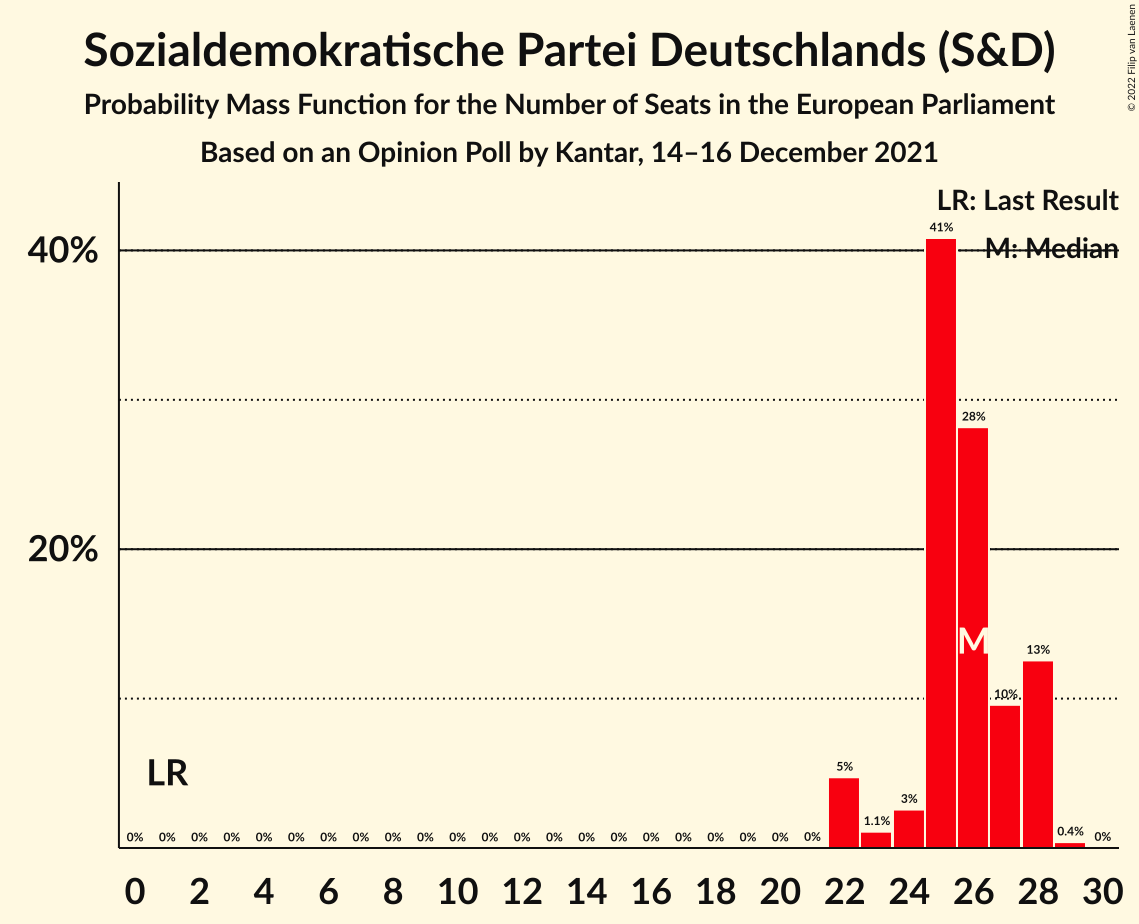 Sozialdemokratische Partei Deutschlands (S&D)
Probability Mass Function for the Number of Seats in the European Parliament
Based on an Opinion Poll by Kantar, 14–16 December 2021
© 2022 Filip van Laenen
LR: Last Result
M: Median
41%
40%
28%
20%
M
13%
10%
LR
5%
3%
1.1%
0.4%
0% 0% 0% 0% 0% 0% 0% 0% 0% 0% 0% 0% 0% 0% 0% 0% 0% 0% 0% 0% 0% 0% 0%
0 2 4 6 8 10 12 14 16 18 20 22 24 26 28 30